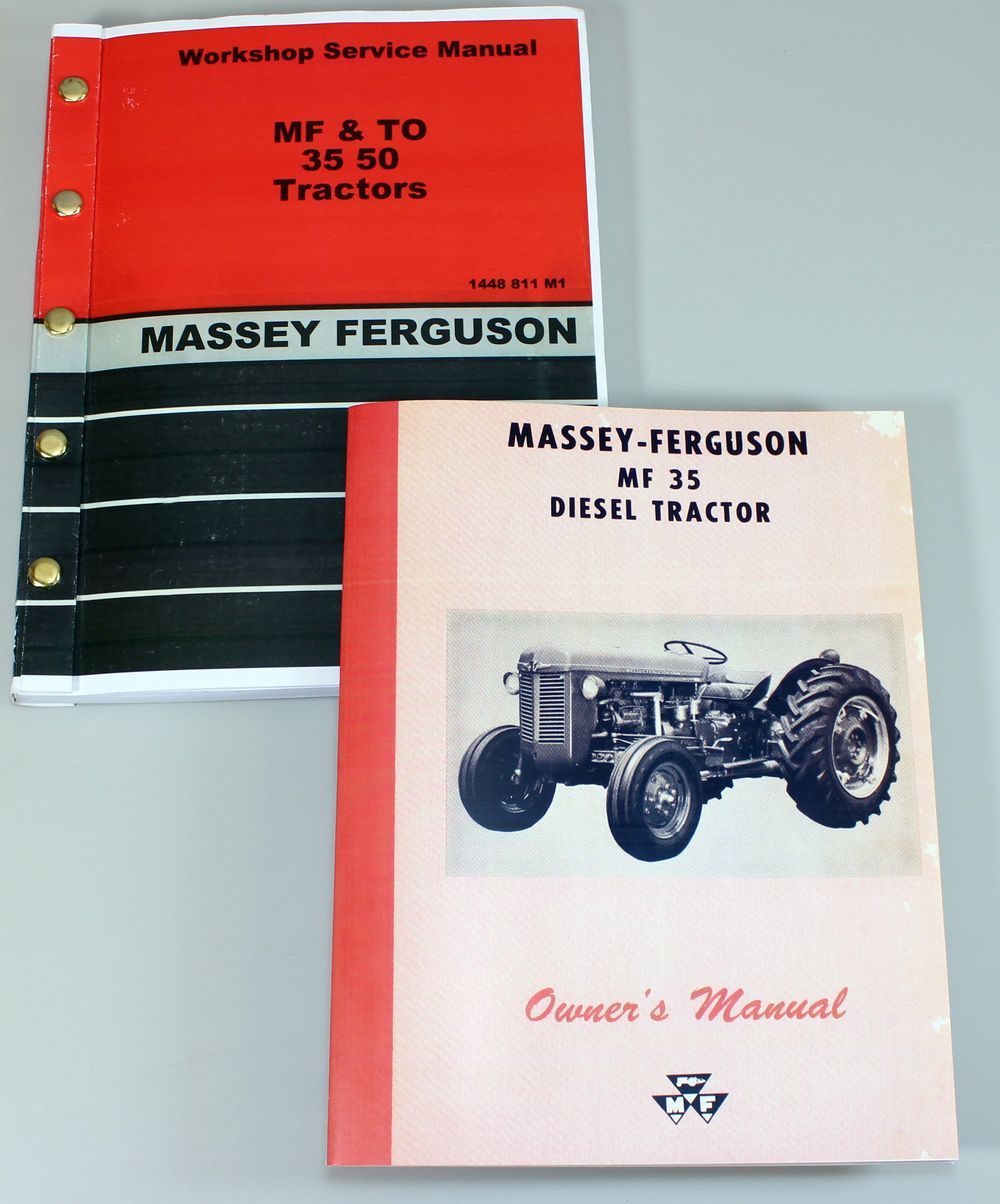 Workshop Service Manual
MF & TO
35 50
Tractors
1448 811 M1
MASSEY FERGUSON
MASSEY-FERGUSON
MF 35
DIESEL TRACTOR
Owner's Manual
M F